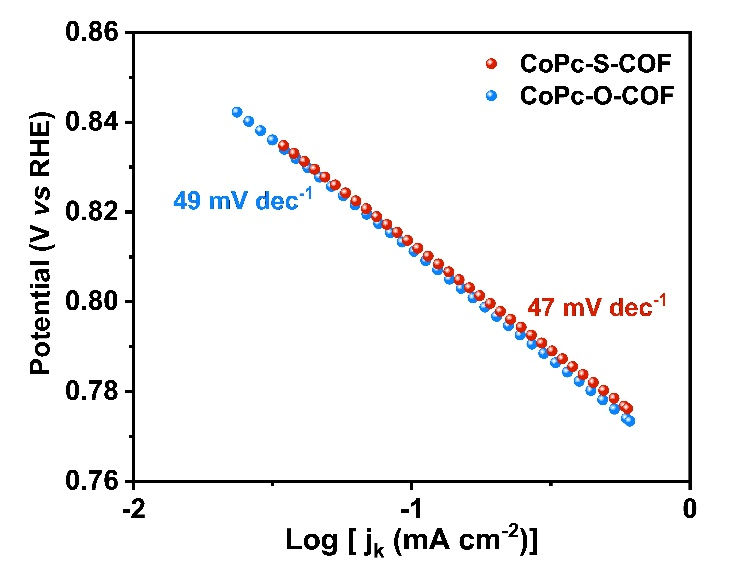 0.86
CoPc-S-COF
CoPc-O-COF
0.84
49 mV dec⁻¹
0.82
Potential (V vs RHE)
0.80
47 mV dec⁻¹
0.78
0.76
-2
-1
0
Log [ jₖ (mA cm⁻²)]